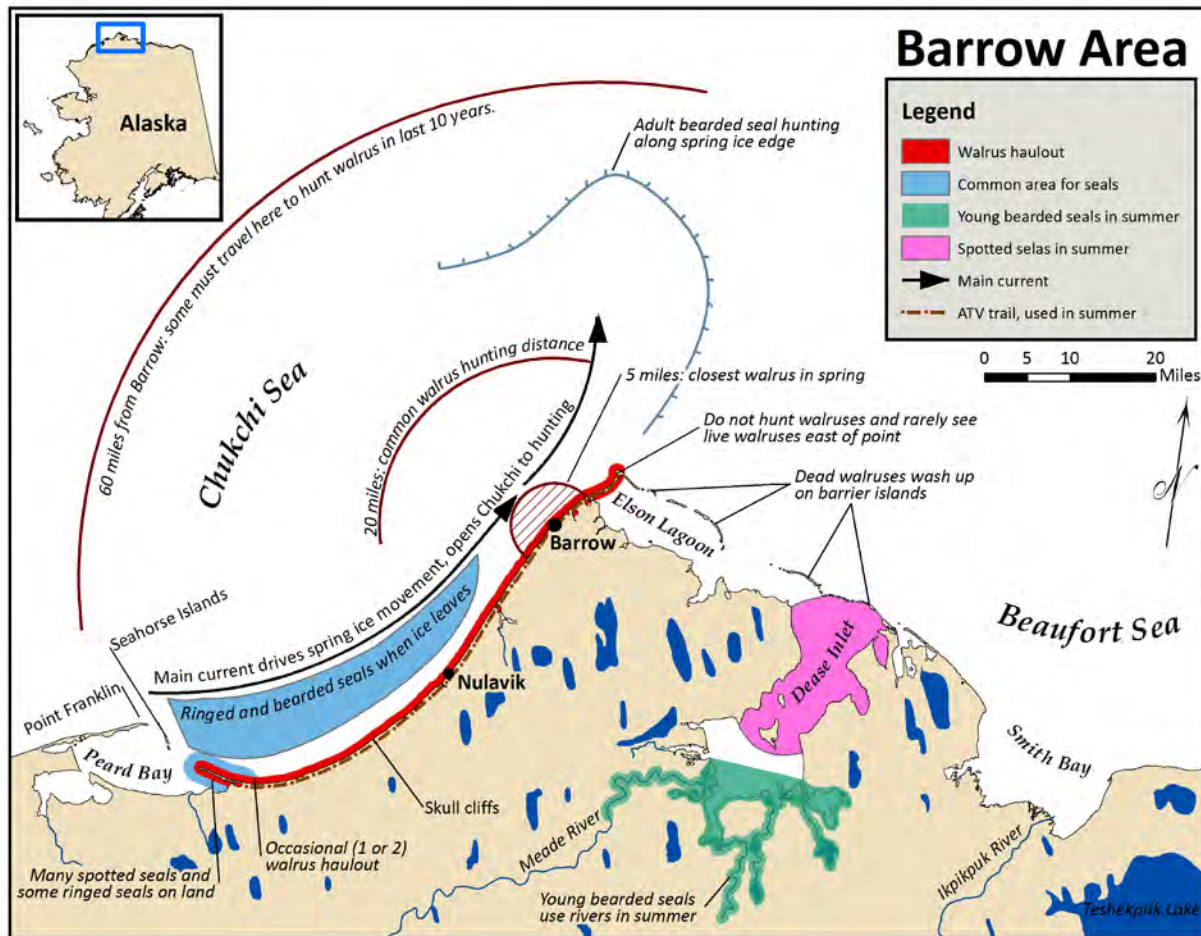 Barrow Area
Alaska
Legend
Walrus haulout
Common area for seals
Young bearded seals in summer
Spotted selas in summer
Main current
ATV trail, used in summer
0 5 10 20
Miles
60 miles from Barrow: some must travel here to hunt walrus in last 10 years.
Adult bearded seal hunting
along spring ice edge
Chukchi Sea
20 miles: common walrus hunting distance
5 miles: closest walrus in spring
Do not hunt walruses and rarely see
live walruses east of point
Dead walruses wash up
on barrier islands
Elson Lagoon
Barrow
Main current drives spring ice movement, opens Chukchi to hunting
Ringed and bearded seals when ice leaves
Seahorse Islands
Point Franklin
Peard Bay
Nulavik
Dease Inlet
Beaufort Sea
Smith Bay
Skull cliffs
Occasional (1 or 2)
walrus haulout
Many spotted seals and
some ringed seals on land
Meade River
Young bearded seals
use rivers in summer
Ikpikpuk River
Teshekpuk Lake